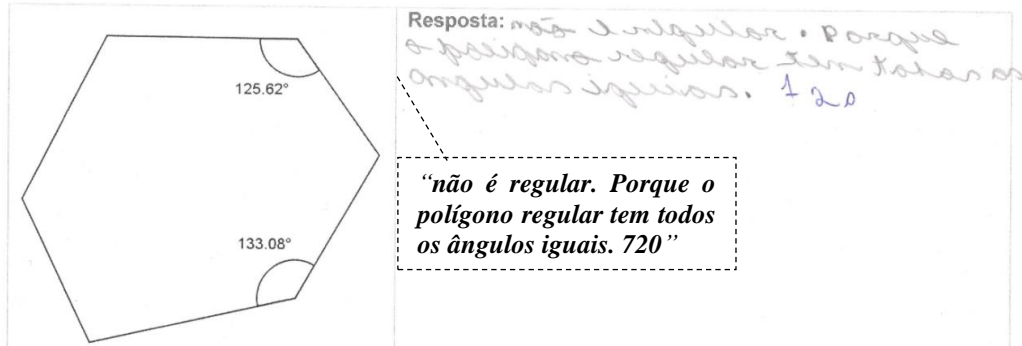 125.62°
133.08°
Resposta: não é regular. Porque
o polígono regular tem todos os
angulos iguais. 120
“não é regular. Porque o
polígono regular tem todos
os ângulos iguais. 720”